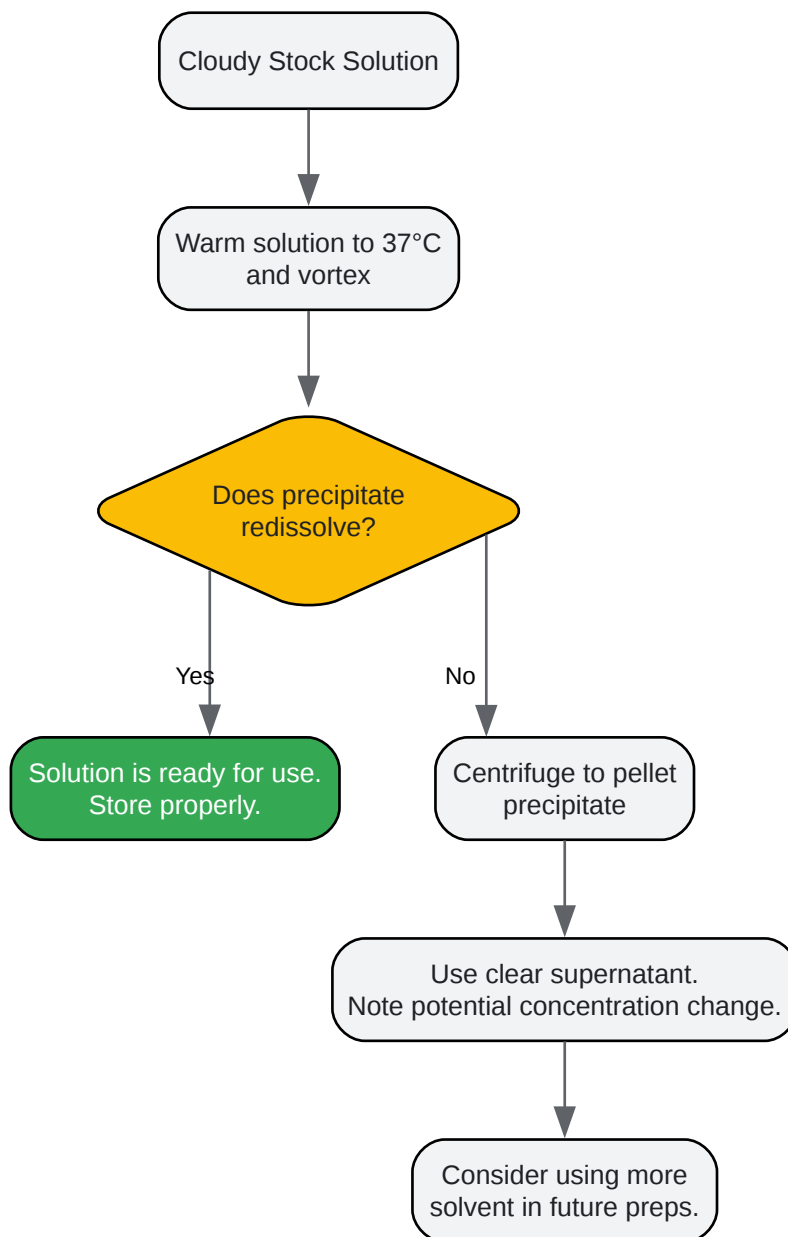 Cloudy Stock Solution
Warm solution to 37°C
and vortex
Does precipitate
redissolve?
Yes
No
Solution is ready for use.
Store properly.
Centrifuge to pellet
precipitate
Use clear supernatant.
Note potential concentration change.
Consider using more
solvent in future preps.